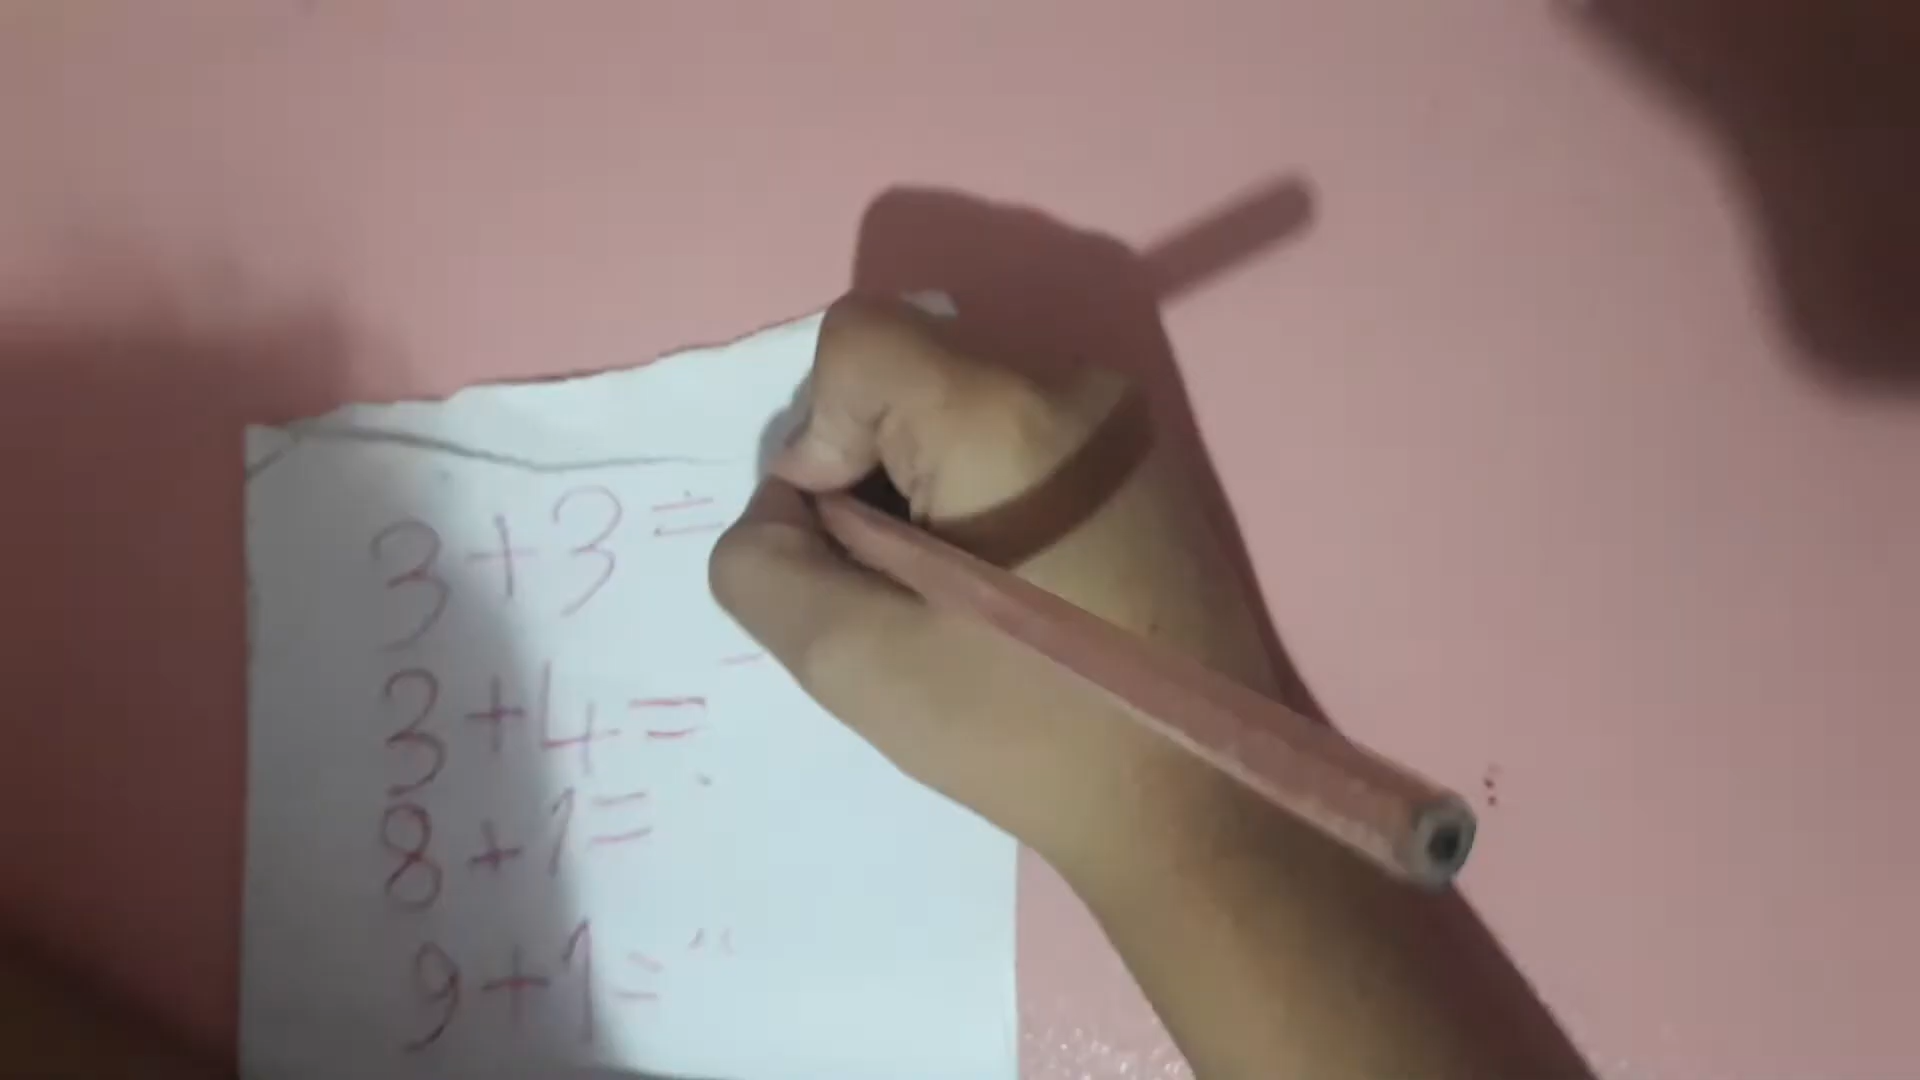 3+3=
3+4=
8+1=
9+1=